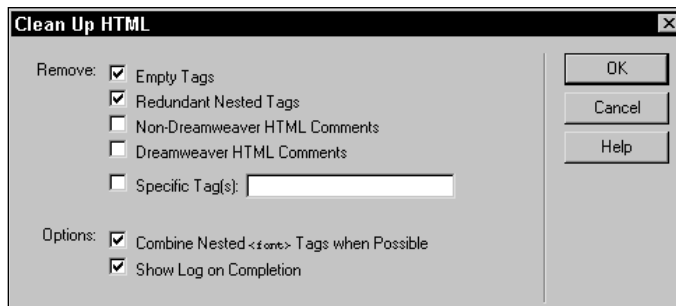 Clean Up HTML
Remove:
Empty Tags
Redundant Nested Tags
Non-Dreamweaver HTML Comments
Dreamweaver HTML Comments
Specific Tag(s):
Options:
Combine Nested <font> Tags when Possible
Show Log on Completion
OK
Cancel
Help